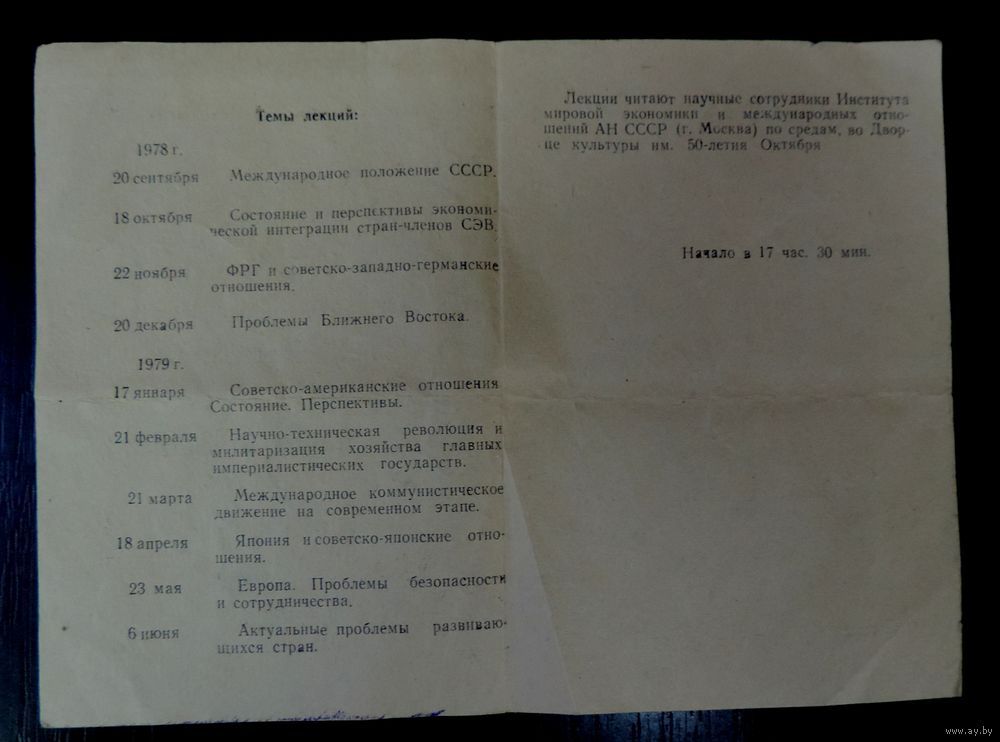 Темы лекций:
1978 г.
20 сентября Международное положение СССР.
18 октября Состояние и перспективы экономи-
ческой интеграции стран-членов СЭВ.
22 ноября ФРГ и советско-западно-германские
отношения.
20 декабря Проблемы Ближнего Востока.
1979 г.
17 января Советско-американские отношения
Состояние. Перспективы.
21 февраля Научно-техническая революция и
милитаризация хозяйства главных
империалистических государств.
21 марта Международное коммунистическое
движение на современном этапе.
18 апреля Япония и советско-японские отно-
шения.
23 мая Европа. Проблемы безопасности
и сотрудничества.
6 июня Актуальные проблемы развиваю-
щихся стран.
Лекции читают научные сотрудники Института
мировой экономики и международных отно-
шений АН СССР (г. Москва) по средам, во Двор-
це культуры им. 50-летия Октября
Начало в 17 час. 30 мин.
www.ay.by